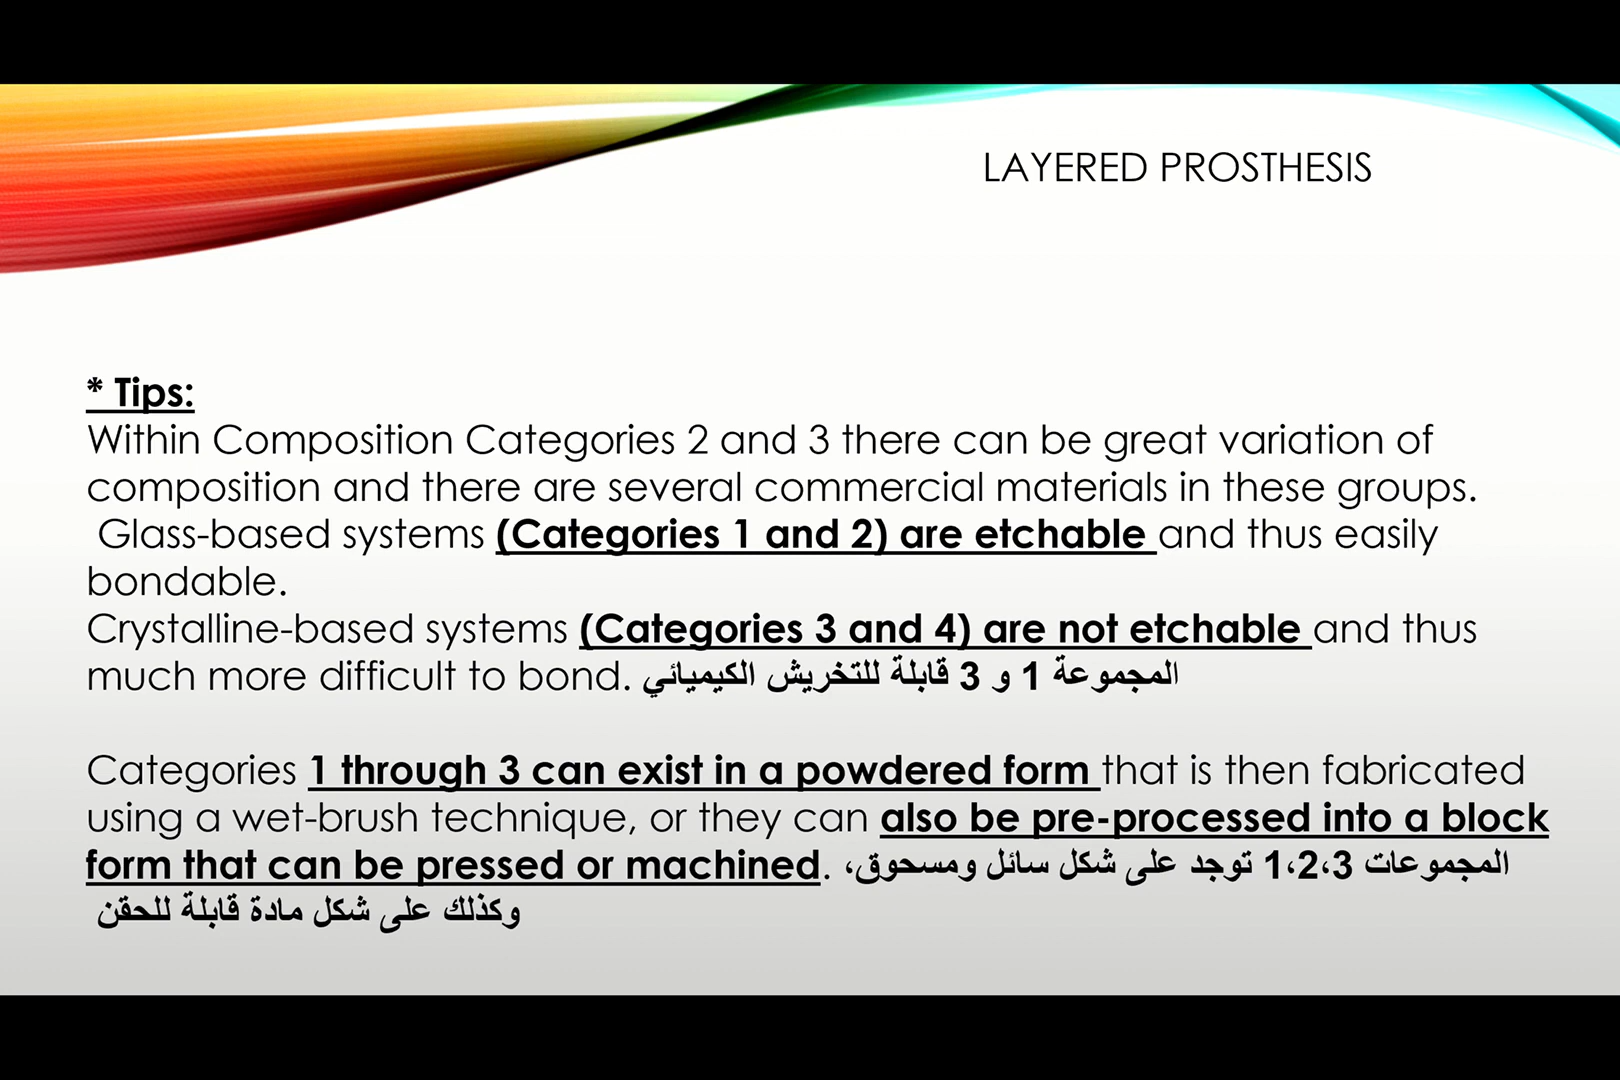 LAYERED PROSTHESIS
* Tips:
Within Composition Categories 2 and 3 there can be great variation of
composition and there are several commercial materials in these groups.
Glass-based systems (Categories 1 and 2) are etchable and thus easily
bondable.
Crystalline-based systems (Categories 3 and 4) are not etchable and thus
much more difficult to bond. المجموعة 1 و 3 قابلة للتخريش الكيميائي
Categories 1 through 3 can exist in a powdered form that is then fabricated
using a wet-brush technique, or they can also be pre-processed into a block
form that can be pressed or machined. المجموعات 1،2،3 توجد على شكل سائل ومسحوق،
وكذلك على شكل مادة قابلة للحقن